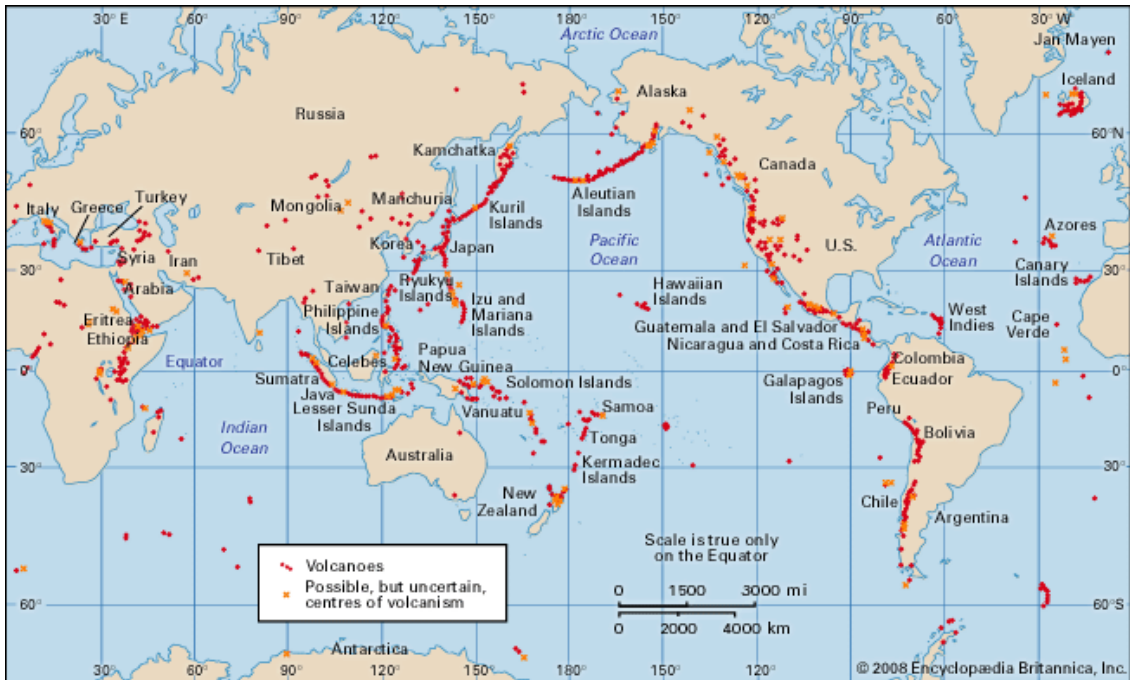 30° E
60°
90°
120°
150°
180°
150°
120°
90°
60°
30° W
Arctic Ocean
Jan Mayen
Iceland
Alaska
Russia
60°
60°N
Kamchatka
Canada
Turkey
Greece
Italy
Mongolia
Manchuria
Kuril
Islands
Aleutian
Islands
Azores
Korea
Japan
Pacific
Ocean
U.S.
Atlantic
Ocean
Syria
Iran
Tibet
30°
30°
Canary
Islands
Arabia
Taiwan
Ryukyu
Islands
Hawaiian
Islands
Izu and
Mariana
Islands
Philippine
Islands
West
Indies
Cape
Verde
Eritrea
Ethiopia
Guatemala and El Salvador
Nicaragua and Costa Rica
Equator
Celebes
Papua
New Guinea
Colombia
Ecuador
0°
0°
Sumatra
Java
Lesser Sunda
Islands
Solomon Islands
Galapagos
Islands
Vanuatu
Samoa
Peru
Indian
Ocean
Tonga
Bolivia
Australia
Kermadec
Islands
30°
30°
New
Zealand
Chile
Argentina
Scale is true only
on the Equator
Volcanoes
Possible, but uncertain,
centres of volcanism
0 1500 3000 mi
0 2000 4000 km
60°
60°S
Antarctica
30°
60°
90°
120°
150°
180°
150°
120°
© 2008 Encyclopædia Britannica, Inc.